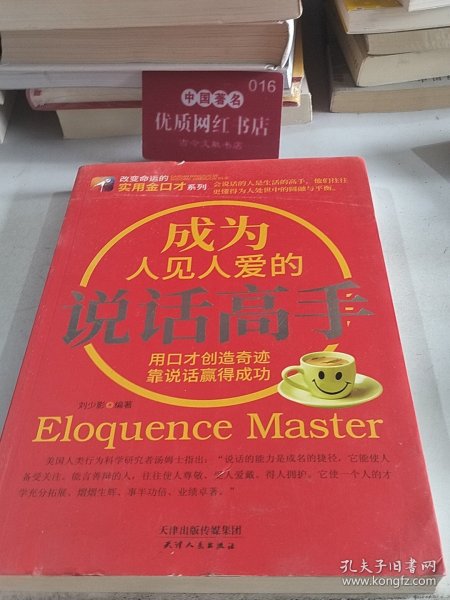 016
中国著名
优质网红书店
古今文献书店
改变命运的
实用金口才系列
会说话的人是生活的高手，他们往往
更懂得为人处世中的圆融与平衡。
成为
人见人爱的
说话高手
用口才创造奇迹
靠说话赢得成功
刘少影 编著
Eloquence Master
美国人类行为科学研究者汤姆士指出：“说话的能力是成名的捷径，它能使人
备受关注。能言善辩的人，往往使人尊敬、受人爱戴、得人拥护。它使一个人的才
学充分拓展、熠熠生辉、事半功倍、业绩卓著。”
天津出版传媒集团
天津人民出版社
孔夫子旧书网
www.kongfz.com